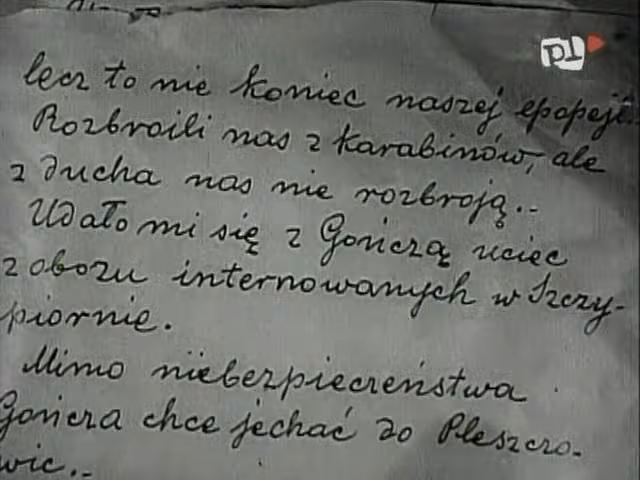 lecz to nie koniec naszej epopeji.
Rozbroili nas z karabinów, ale
z ducha nas nie rozbroją..
Udało mi się z Gończą uciec
z obozu internowanych w Szczy-
piornie.
Mimo niebezpieczeństwa
Gończa chce jechać do Pleszczo-
wic..